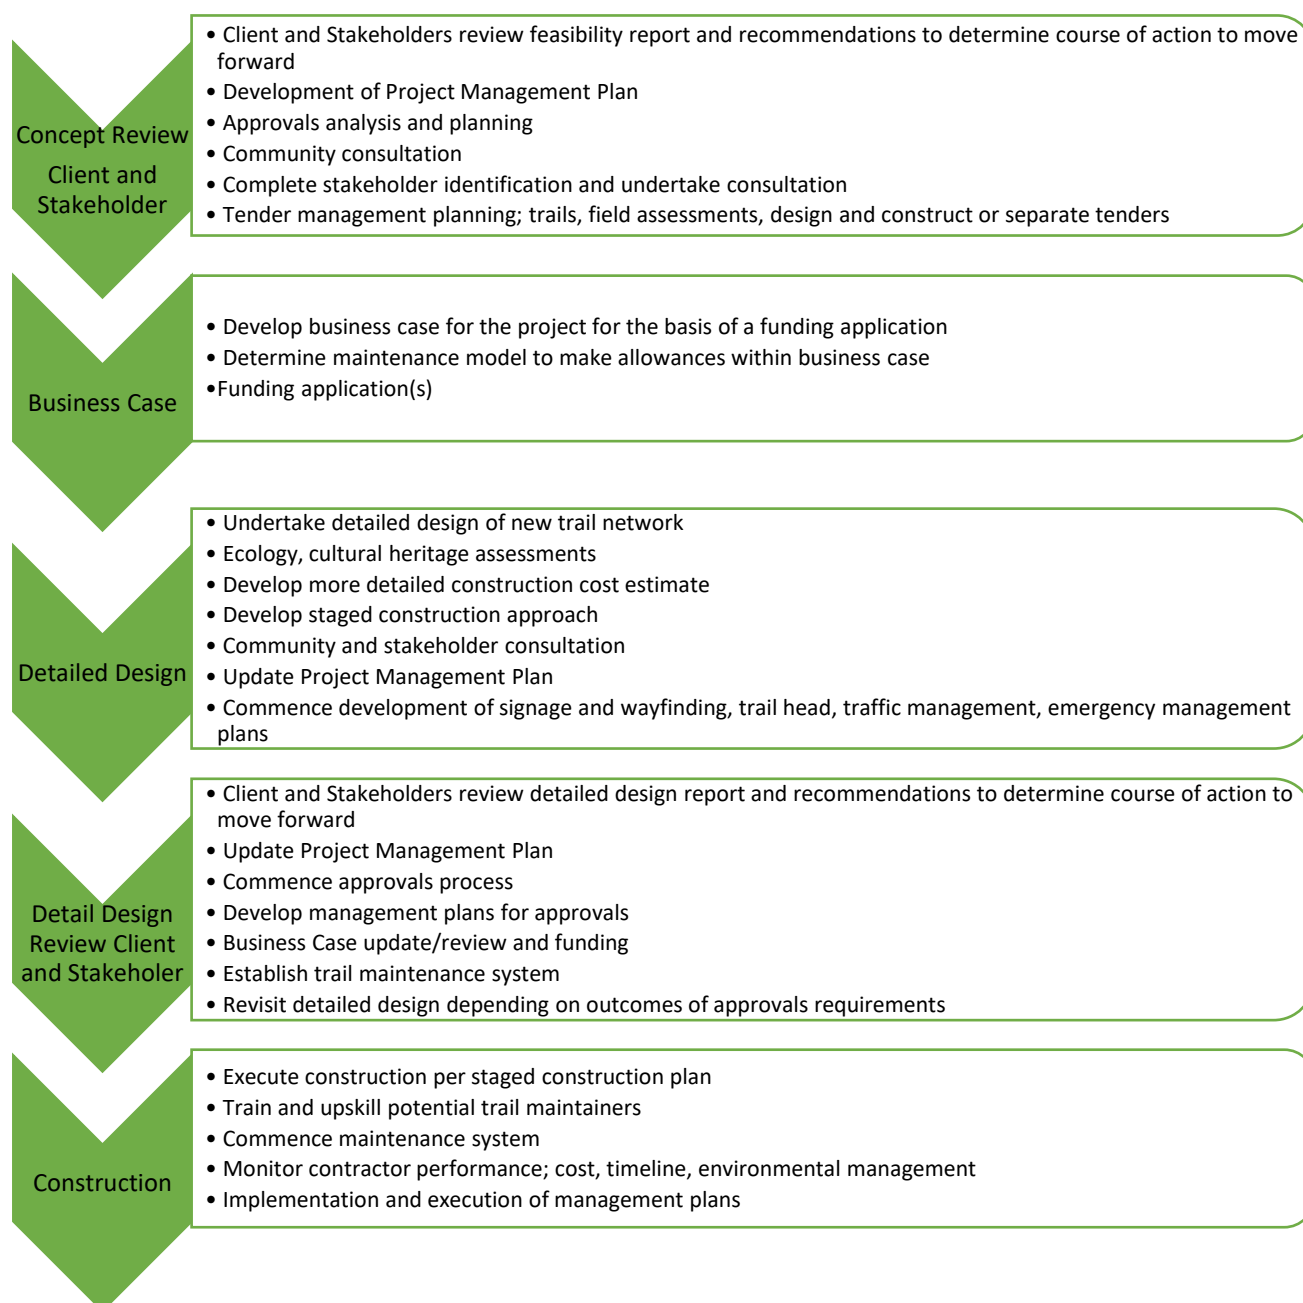 Concept Review
Client and
Stakeholder
• Client and Stakeholders review feasibility report and recommendations to determine course of action to move
forward
• Development of Project Management Plan
• Approvals analysis and planning
• Community consultation
• Complete stakeholder identification and undertake consultation
• Tender management planning; trails, field assessments, design and construct or separate tenders
Business Case
• Develop business case for the project for the basis of a funding application
• Determine maintenance model to make allowances within business case
•Funding application(s)
Detailed Design
• Undertake detailed design of new trail network
• Ecology, cultural heritage assessments
• Develop more detailed construction cost estimate
• Develop staged construction approach
• Community and stakeholder consultation
• Update Project Management Plan
• Commence development of signage and wayfinding, trail head, traffic management, emergency management
plans
Detail Design
Review Client
and Stakeholer
• Client and Stakeholders review detailed design report and recommendations to determine course of action to
move forward
• Update Project Management Plan
• Commence approvals process
• Develop management plans for approvals
• Business Case update/review and funding
• Establish trail maintenance system
• Revisit detailed design depending on outcomes of approvals requirements
Construction
• Execute construction per staged construction plan
• Train and upskill potential trail maintainers
• Commence maintenance system
• Monitor contractor performance; cost, timeline, environmental management
• Implementation and execution of management plans